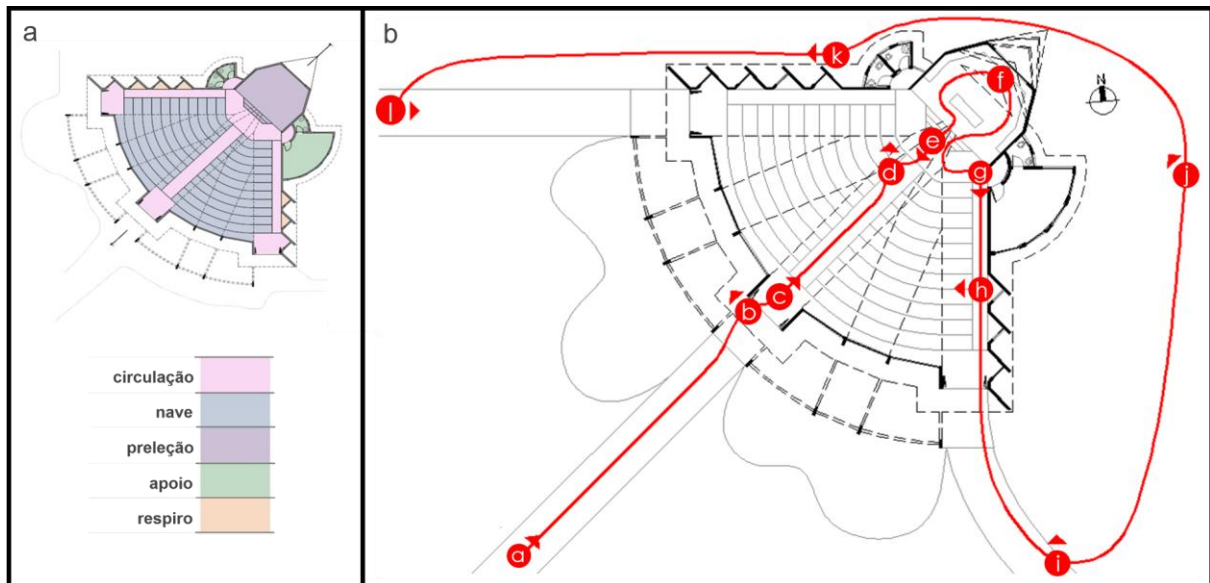 a
circulação
nave
preleção
apoio
respiro
b
k
f
l
N
e
d
g
j
h
c
b
a
i